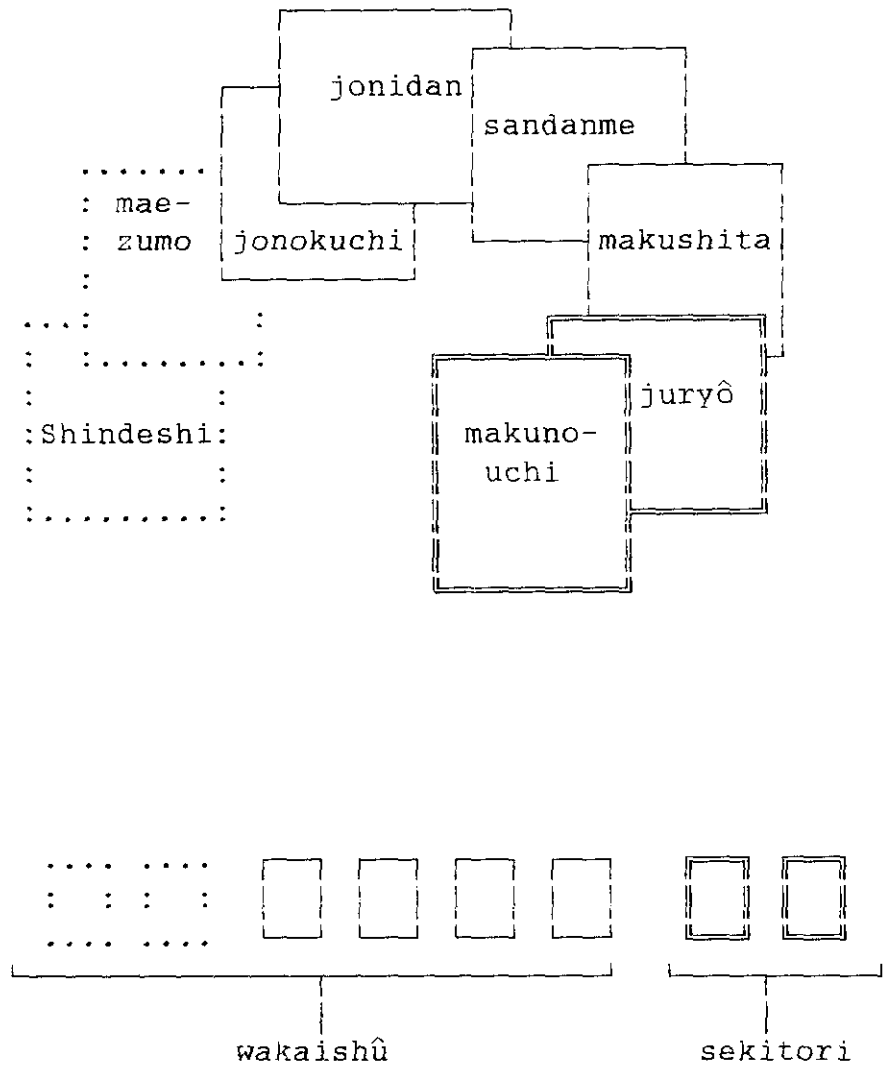 jonidan
sandanme
mae-
zumo
jonokuchi
makushita
juryô
Shindeshi
makuno-
uchi
wakaishû
sekitori